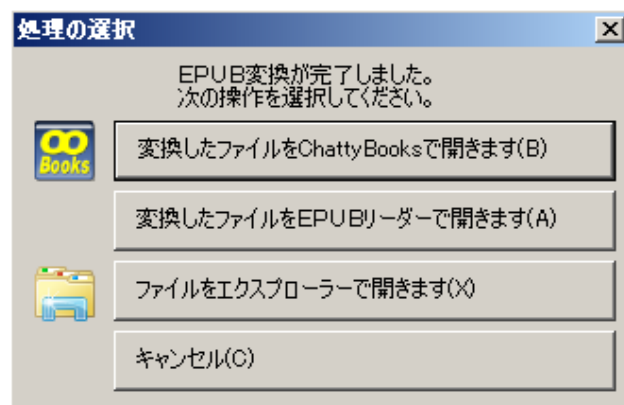 処理の選択
EPUB変換が完了しました。
次の操作を選択してください。
Books
変換したファイルをChattyBooksで開きます(B)
変換したファイルをEPUBリーダーで開きます(A)
ファイルをエクスプローラーで開きます(X)
キャンセル(C)